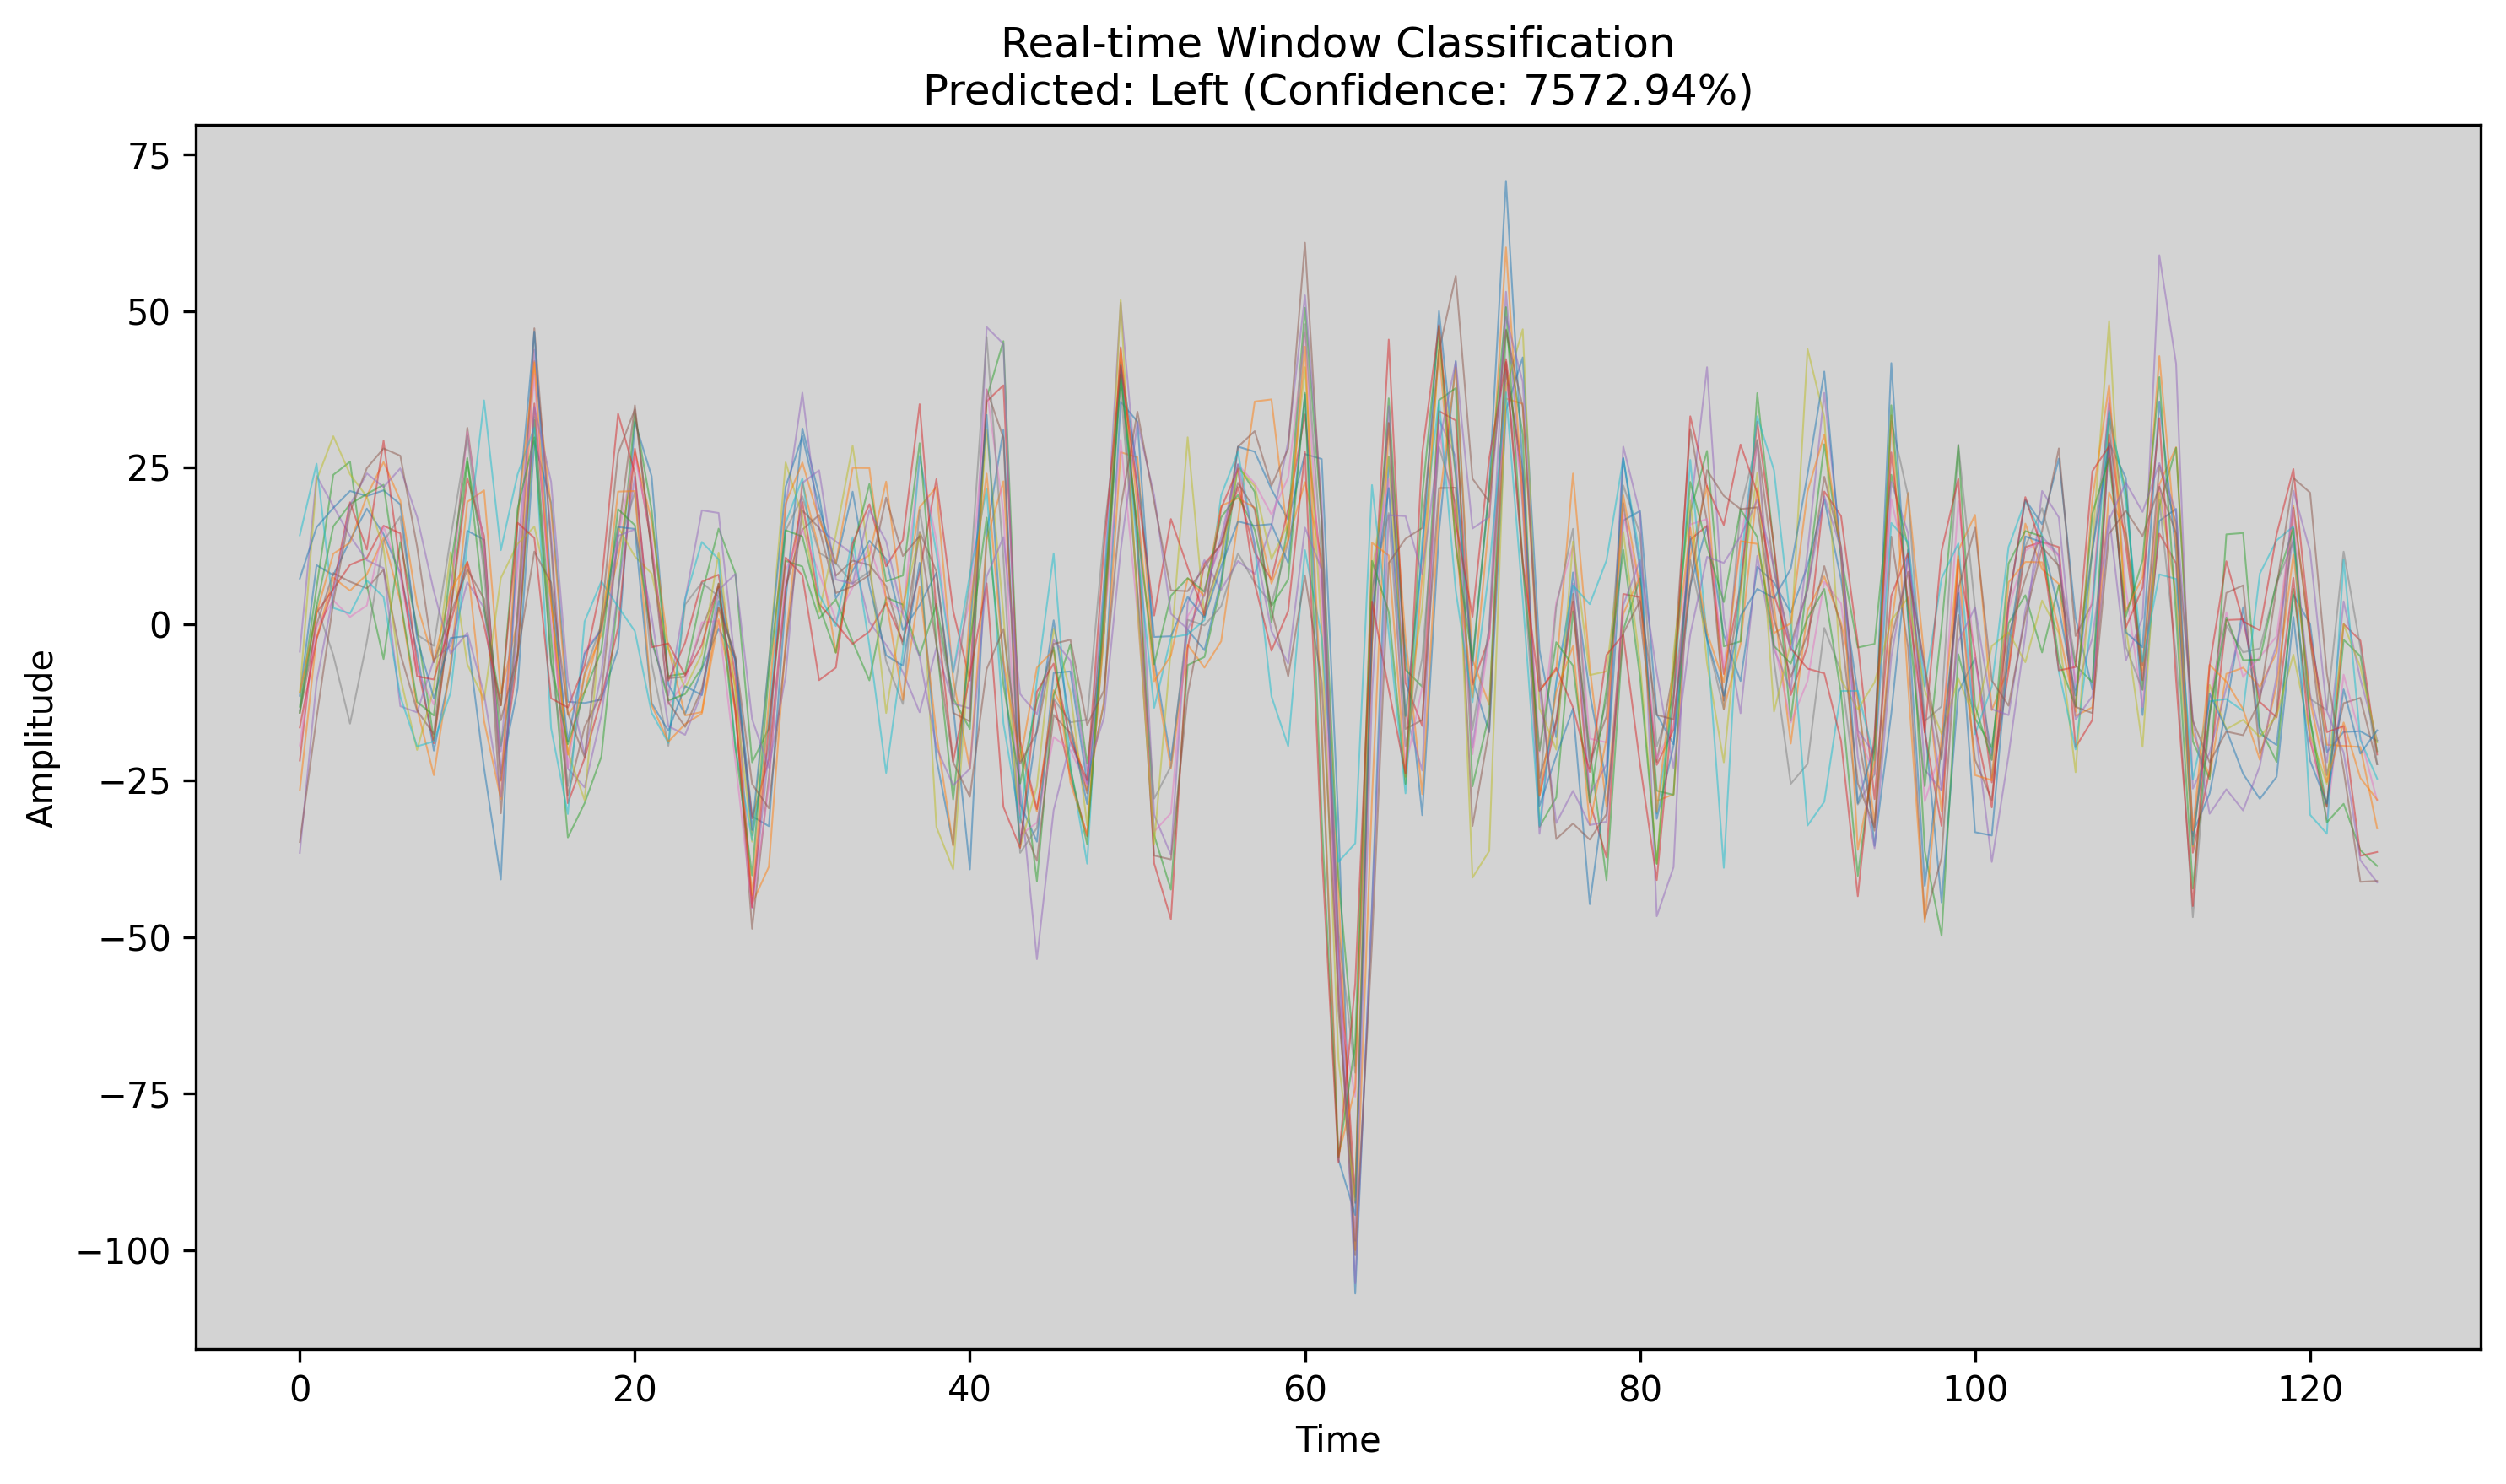 Real-time Window Classification
Predicted: Left (Confidence: 7572.94%)
75
50
25
0
−25
−50
−75
−100
Amplitude
0 20 40 60 80 100 120
Time